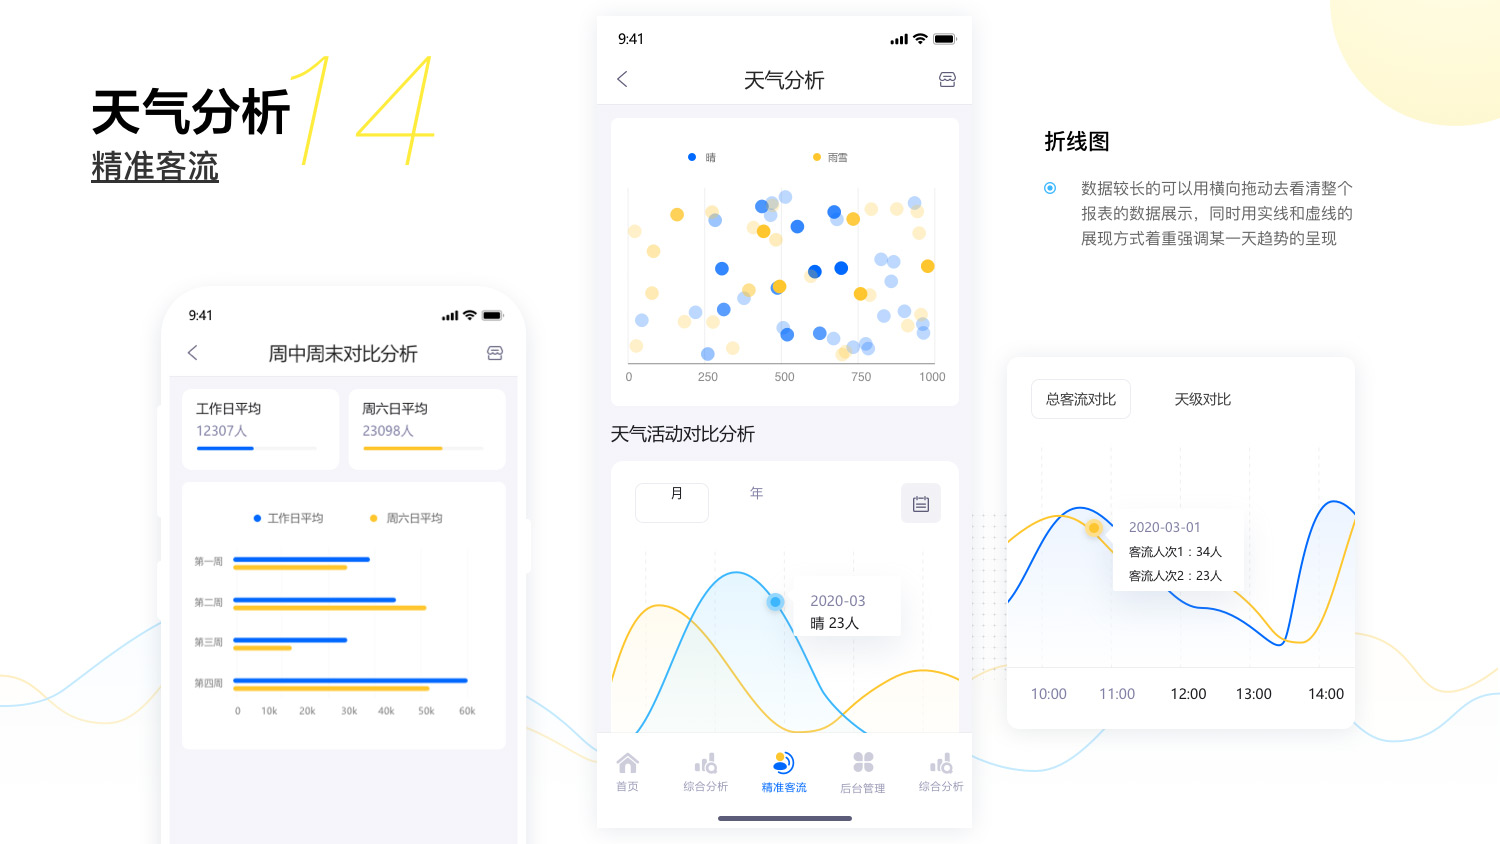 天气分析
14
精准客流
9:41
周中周末对比分析
工作日平均
12307人
周六日平均
23098人
工作日平均
周六日平均
第一周
第二周
第三周
第四周
0 10k 20k 30k 40k 50k 60k
9:41
天气分析
晴
雨雪
0 250 500 750 1000
天气活动对比分析
月
年
2020-03
晴 23人
首页
综合分析
精准客流
后台管理
综合分析
折线图
数据较长的可以用横向拖动去看清整个
报表的数据展示，同时用实线和虚线的
展现方式着重强调某一天趋势的呈现
总客流对比
天级对比
2020-03-01
客流人次1：34人
客流人次2：23人
10:00 11:00 12:00 13:00 14:00